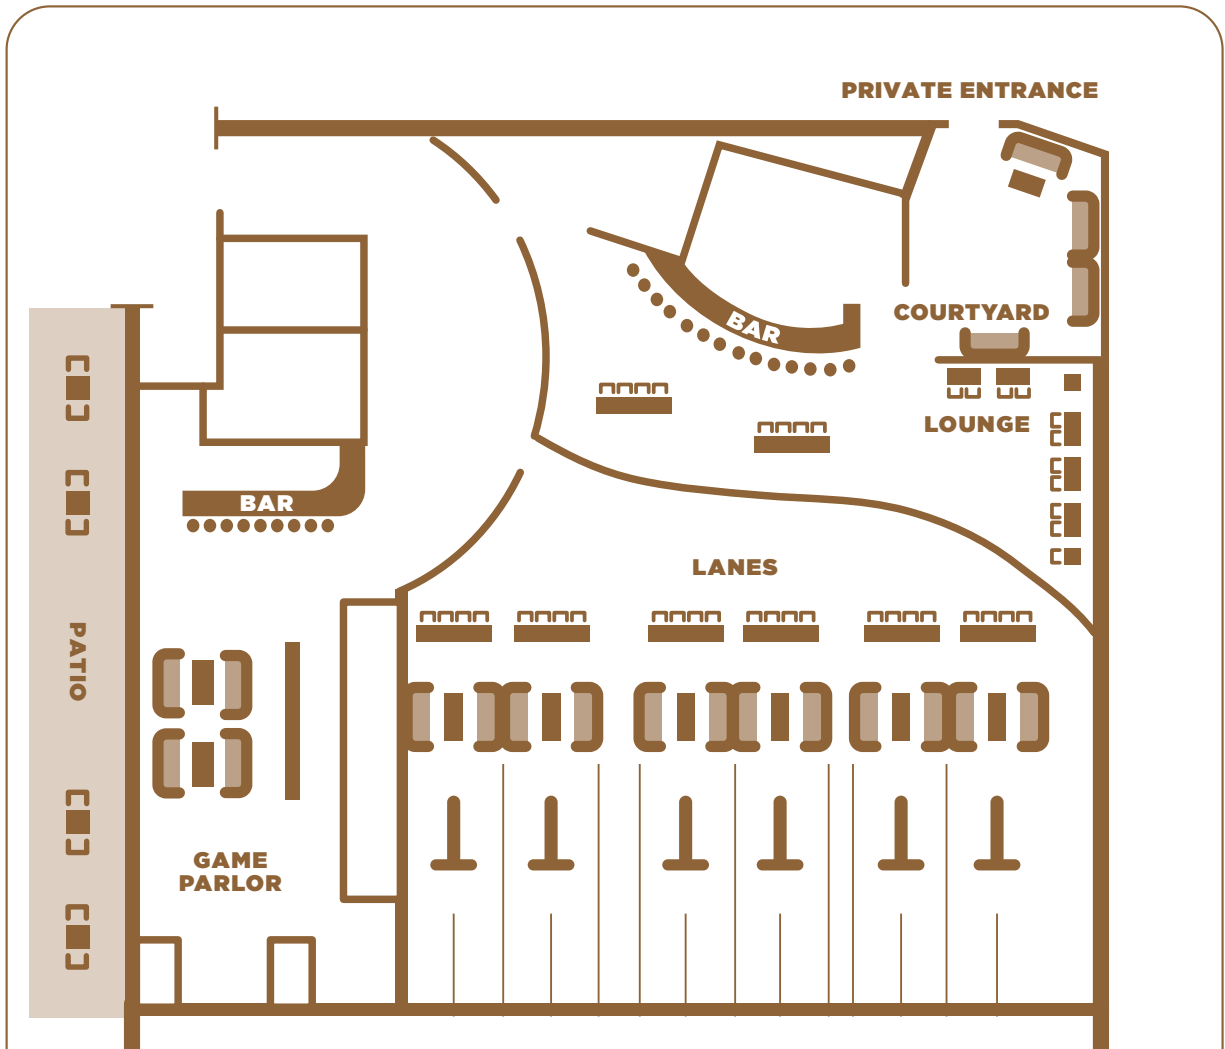 PRIVATE ENTRANCE
COURTYARD
BAR
LOUNGE
BAR
LANES
PATIO
GAME
PARLOR